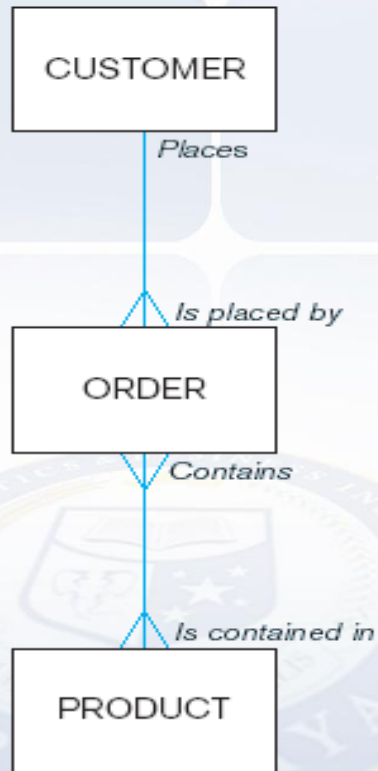 CUSTOMER
Places
Is placed by
ORDER
Contains
Is contained in
PRODUCT